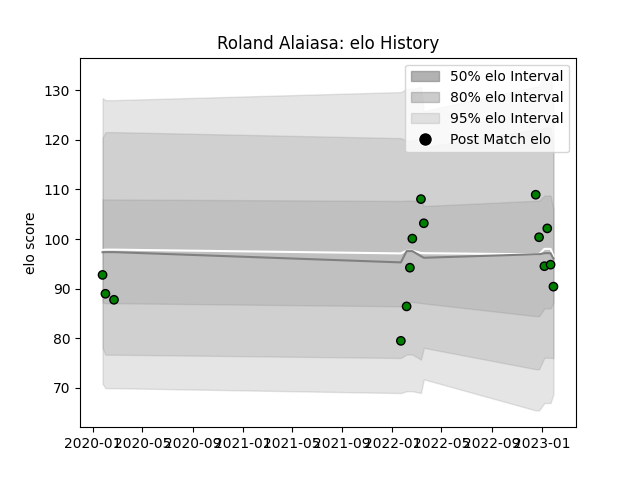 Roland Alaiasa: elo History
50% elo Interval
80% elo Interval
95% elo Interval
Post Match elo
elo score
130
120
110
100
90
80
70
2020-01 2020-05 2020-09 2021-01 2021-05 2021-09 2022-01 2022-05 2022-09 2023-01